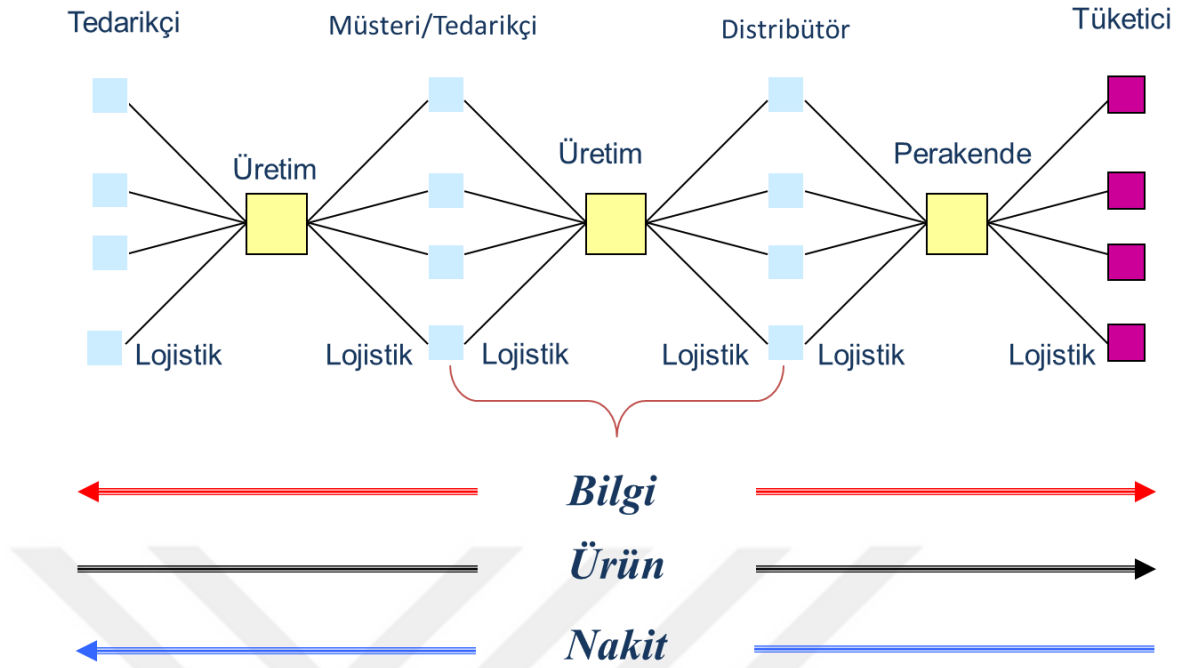 Tedarikçi
Müsteri/Tedarikçi
Distribütör
Tüketici
Üretim
Üretim
Perakende
Lojistik
Lojistik
Lojistik
Lojistik
Lojistik
Lojistik
Bilgi
Ürün
Nakit